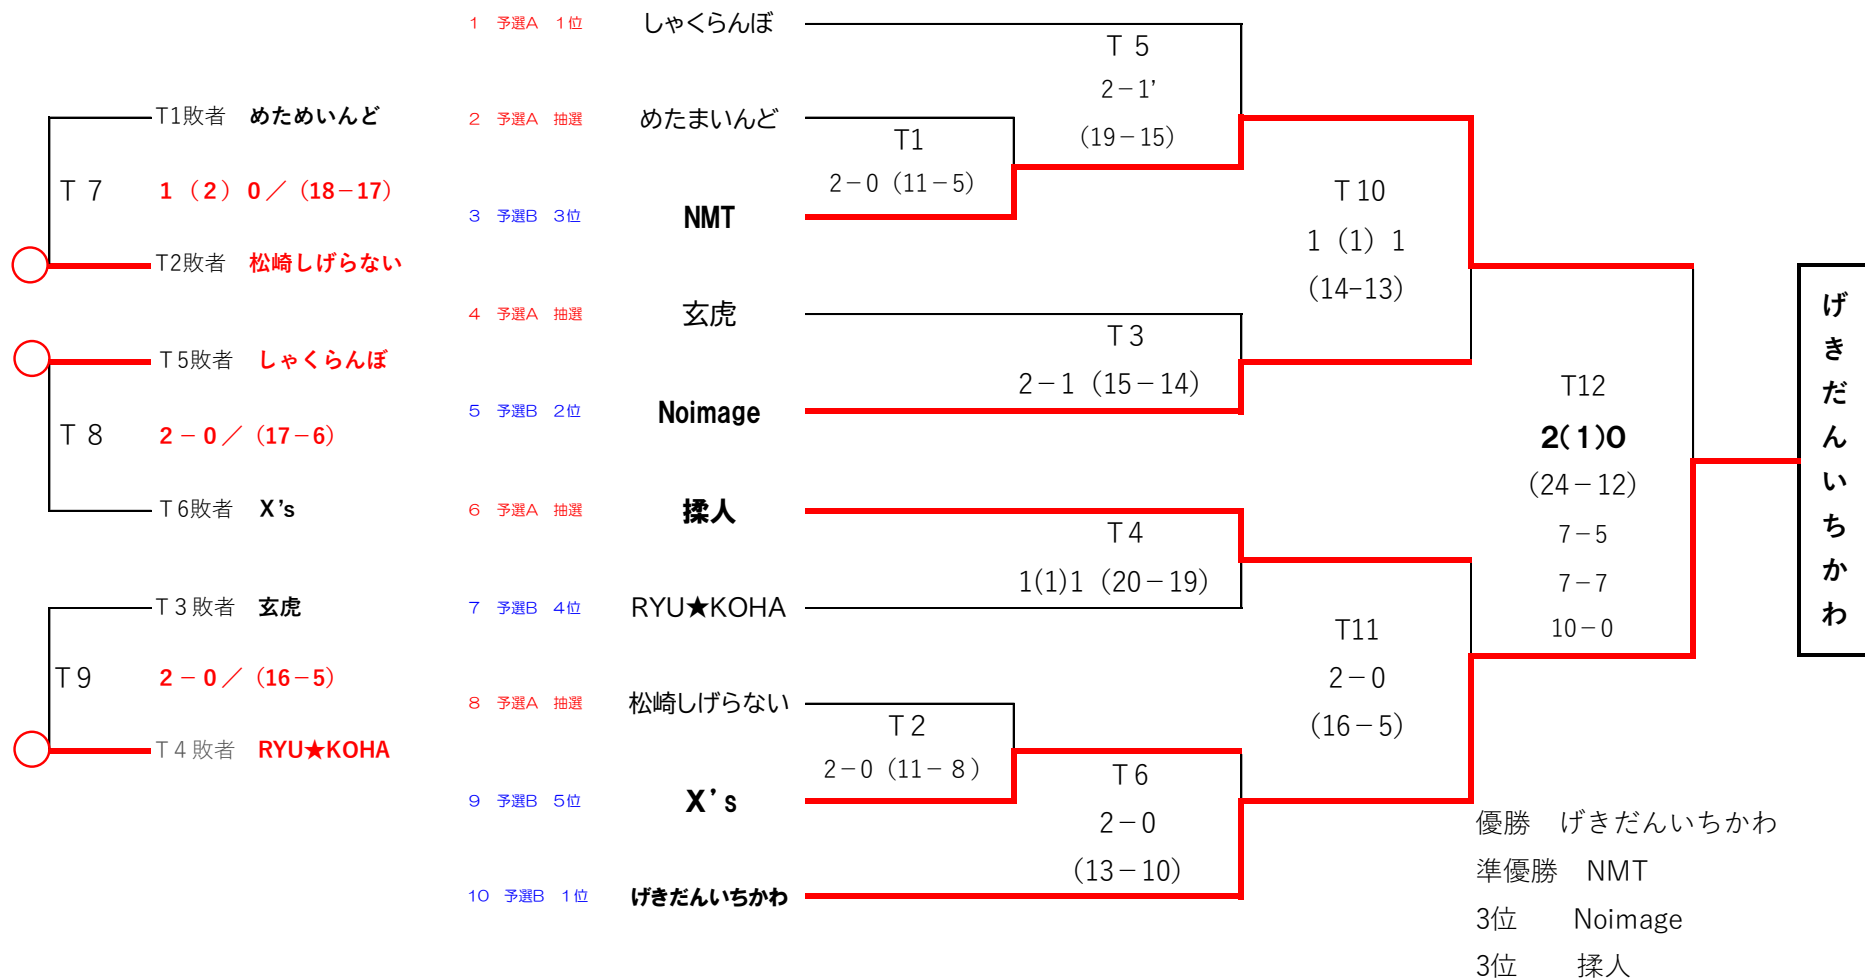 T1敗者 めためいんど
T 7
1 (2) 0／ (18－17)
T2敗者 松崎しげらない
T 5敗者 しゃくらんぼ
T 8
2－0／ (17－6)
T 6敗者 X’s
T 3 敗者 玄虎
T 9
2－0／ (16－5)
T 4 敗者 RYU★KOHA
1 予選A 1位 しゃくらんぼ
2 予選A 抽選 めたまいんど
3 予選B 3位 NMT
4 予選A 抽選 玄虎
5 予選B 2位 Noimage
6 予選A 抽選 揉人
7 予選B 4位 RYU★KOHA
8 予選A 抽選 松崎しげらない
9 予選B 5位 X’s
10 予選B 1位 げきだんいちかわ
T1
2－0 (11－5)
T 5
2－1’
(19－15)
T 3
2－1 (15－14)
T 4
1(1)1 (20－19)
T 2
2－0 (11－8)
T 6
2－0
(13－10)
T 10
1 (1) 1
(14−13)
T11
2－0
(16－5)
T12
2(1)0
(24－12)
7－5
7－7
10－0
げきだんいちかわ
優勝 げきだんいちかわ
準優勝 NMT
3位 Noimage
3位 揉人